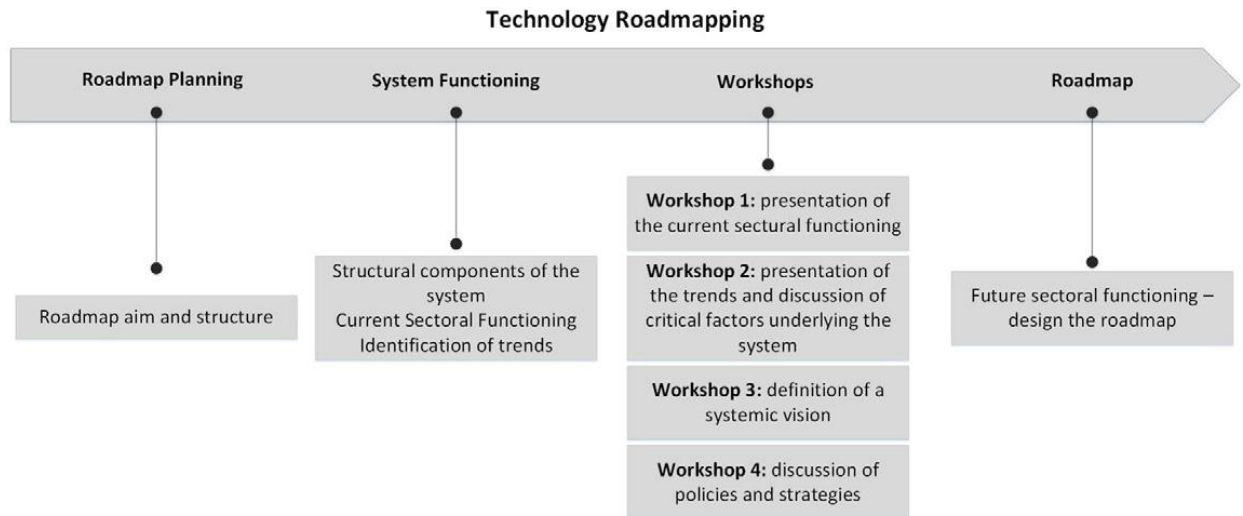 Technology Roadmapping
Roadmap Planning
System Functioning
Workshops
Roadmap
Roadmap aim and structure
Structural components of the
system
Current Sectoral Functioning
Identification of trends
Workshop 1: presentation of
the current sectural functioning
Workshop 2: presentation of
the trends and discussion of
critical factors underlying the
system
Workshop 3: definition of a
systemic vision
Workshop 4: discussion of
policies and strategies
Future sectoral functioning –
design the roadmap